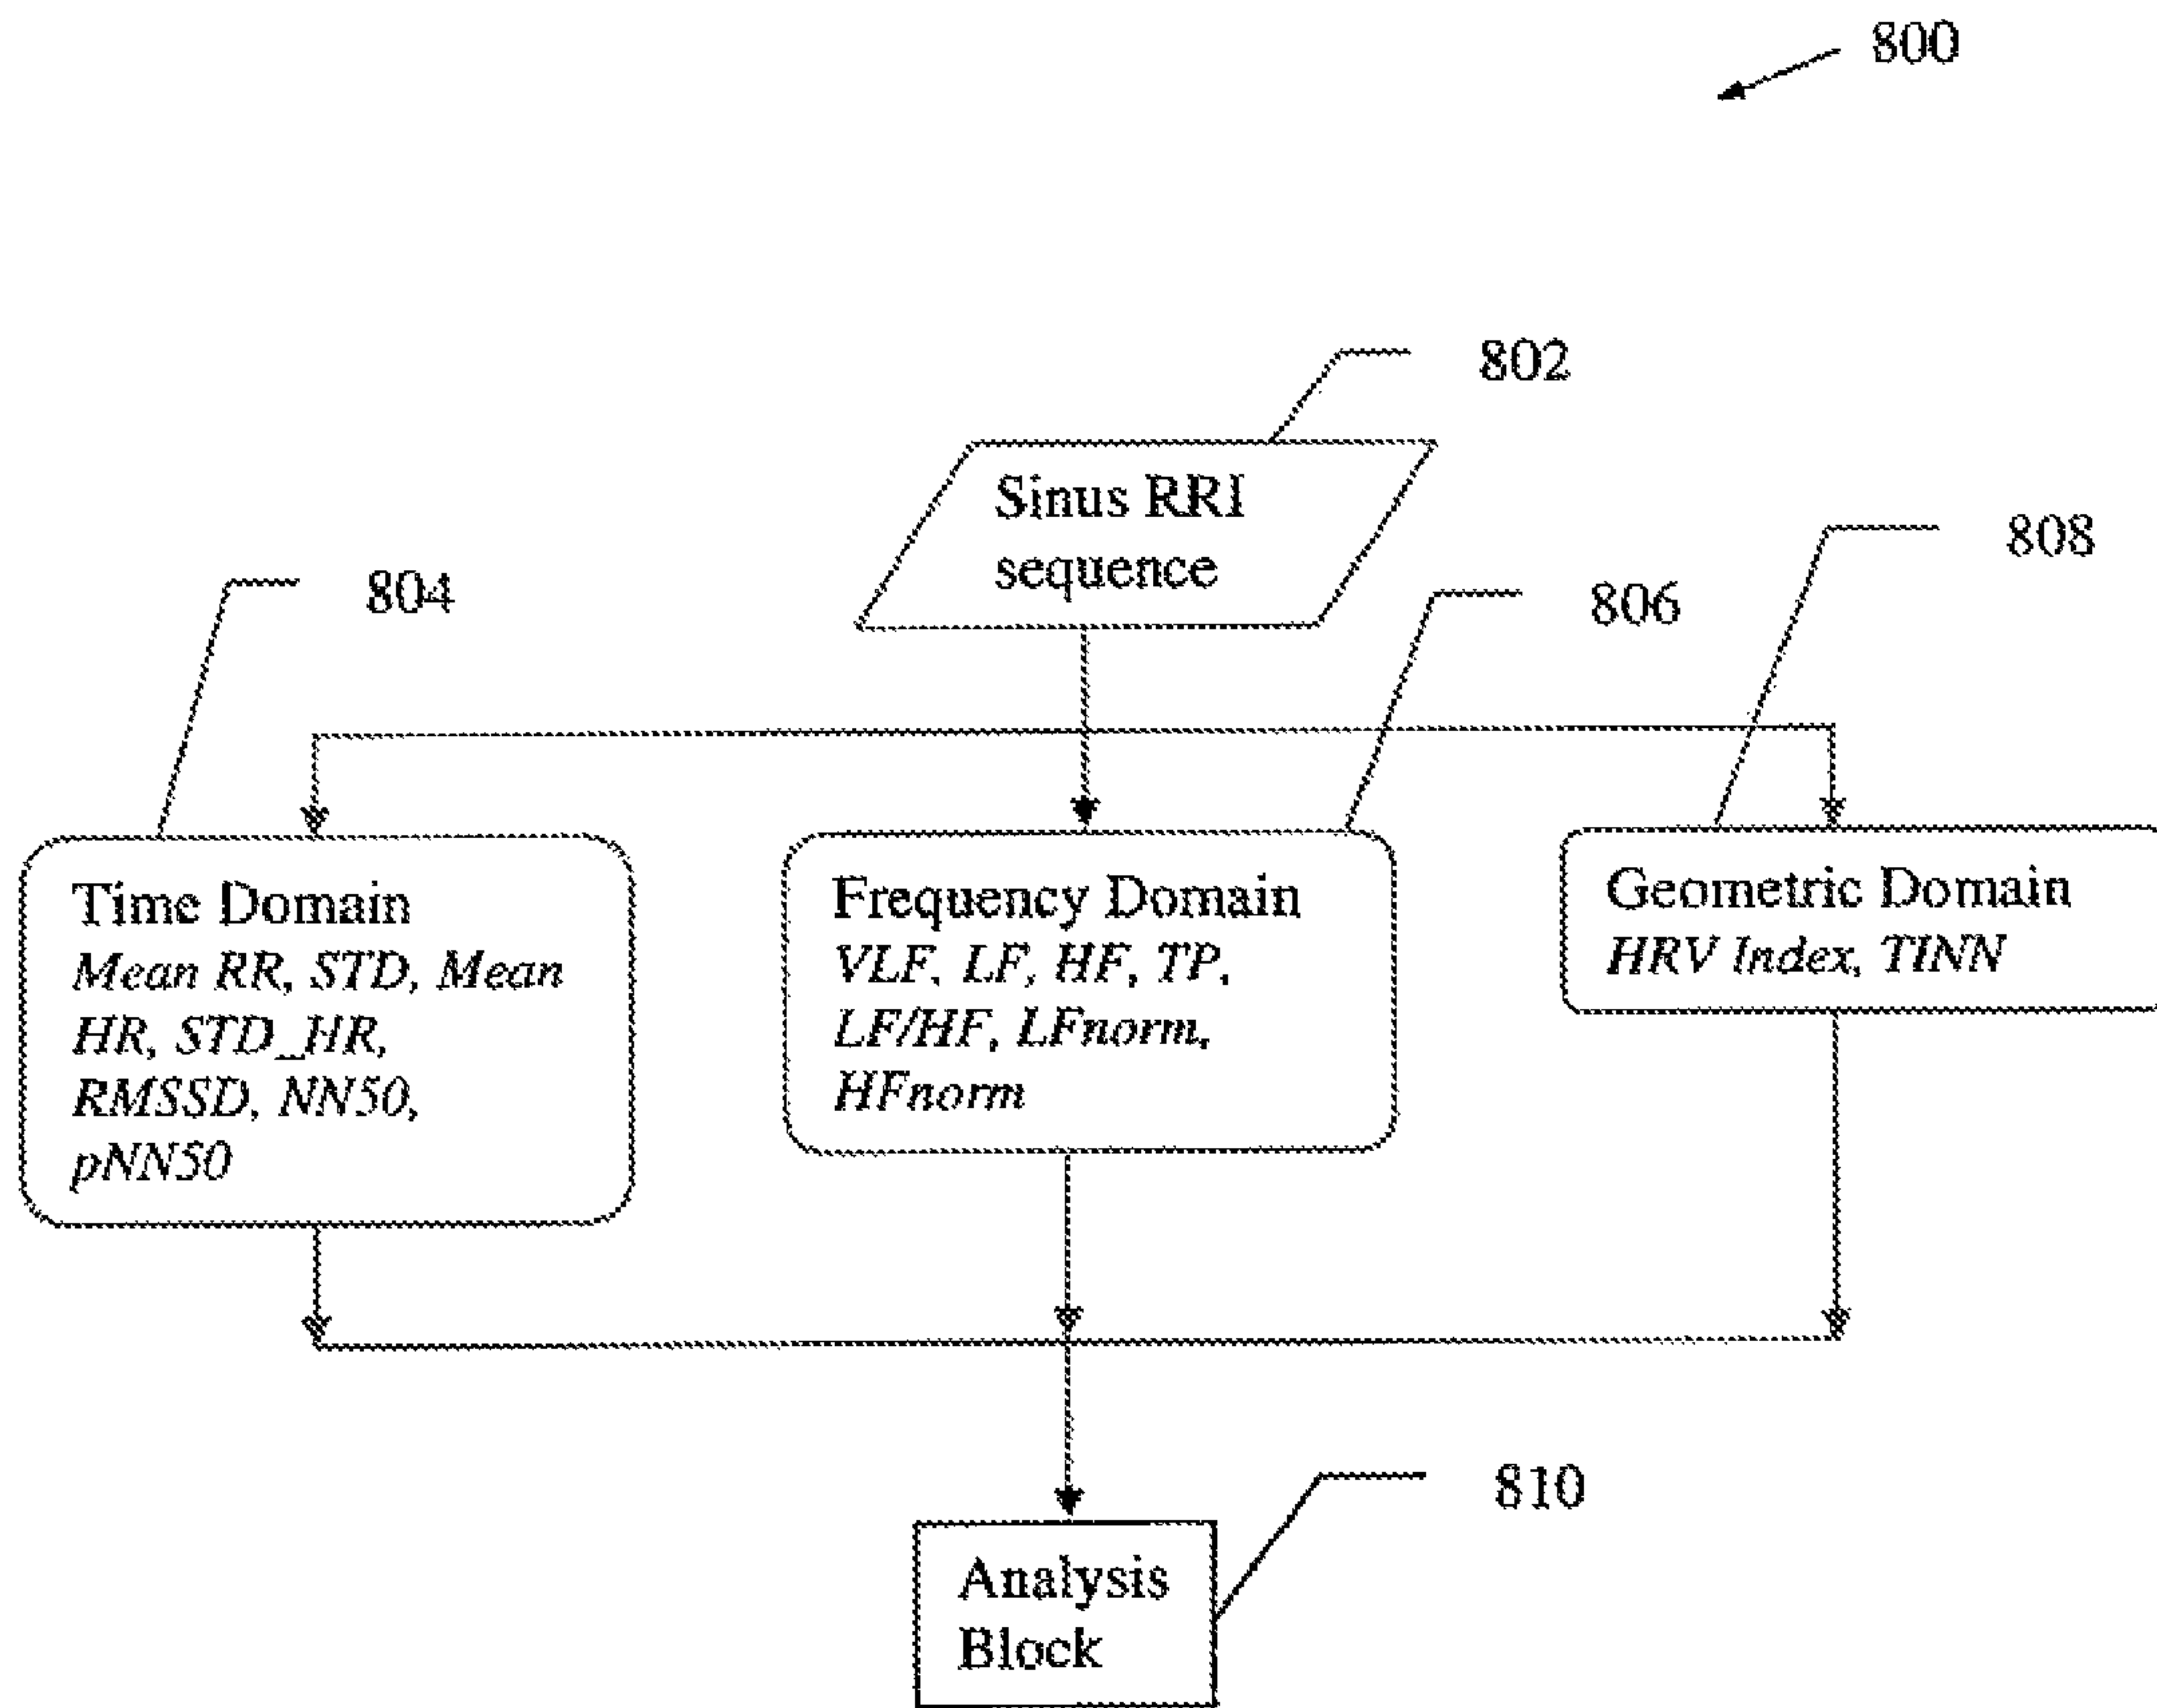 800
802
Sinus RRI
sequence
808
804
806
Time Domain
Mean RR, STD, Mean
HR, STD_HR,
RMSSD, NN50,
pNN50
Frequency Domain
VLF, LF, HF, TP,
LF/HF, LFnorm,
HFnorm
Geometric Domain
HRV Index, TINN
810
Analysis
Block